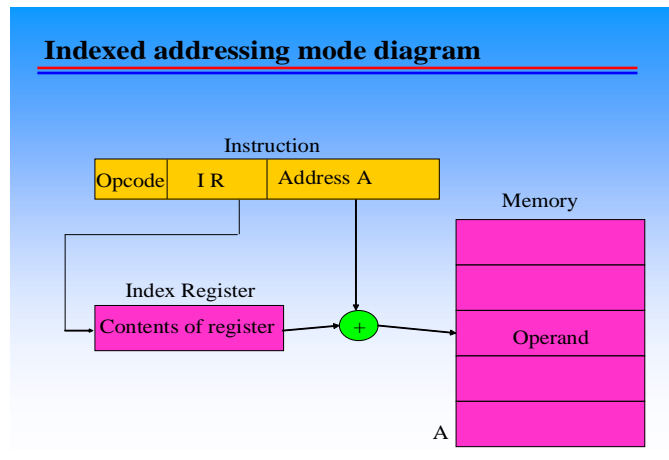 Indexed addressing mode diagram
Instruction
Opcode I R Address A
Memory
Index Register
Contents of register + Operand
A